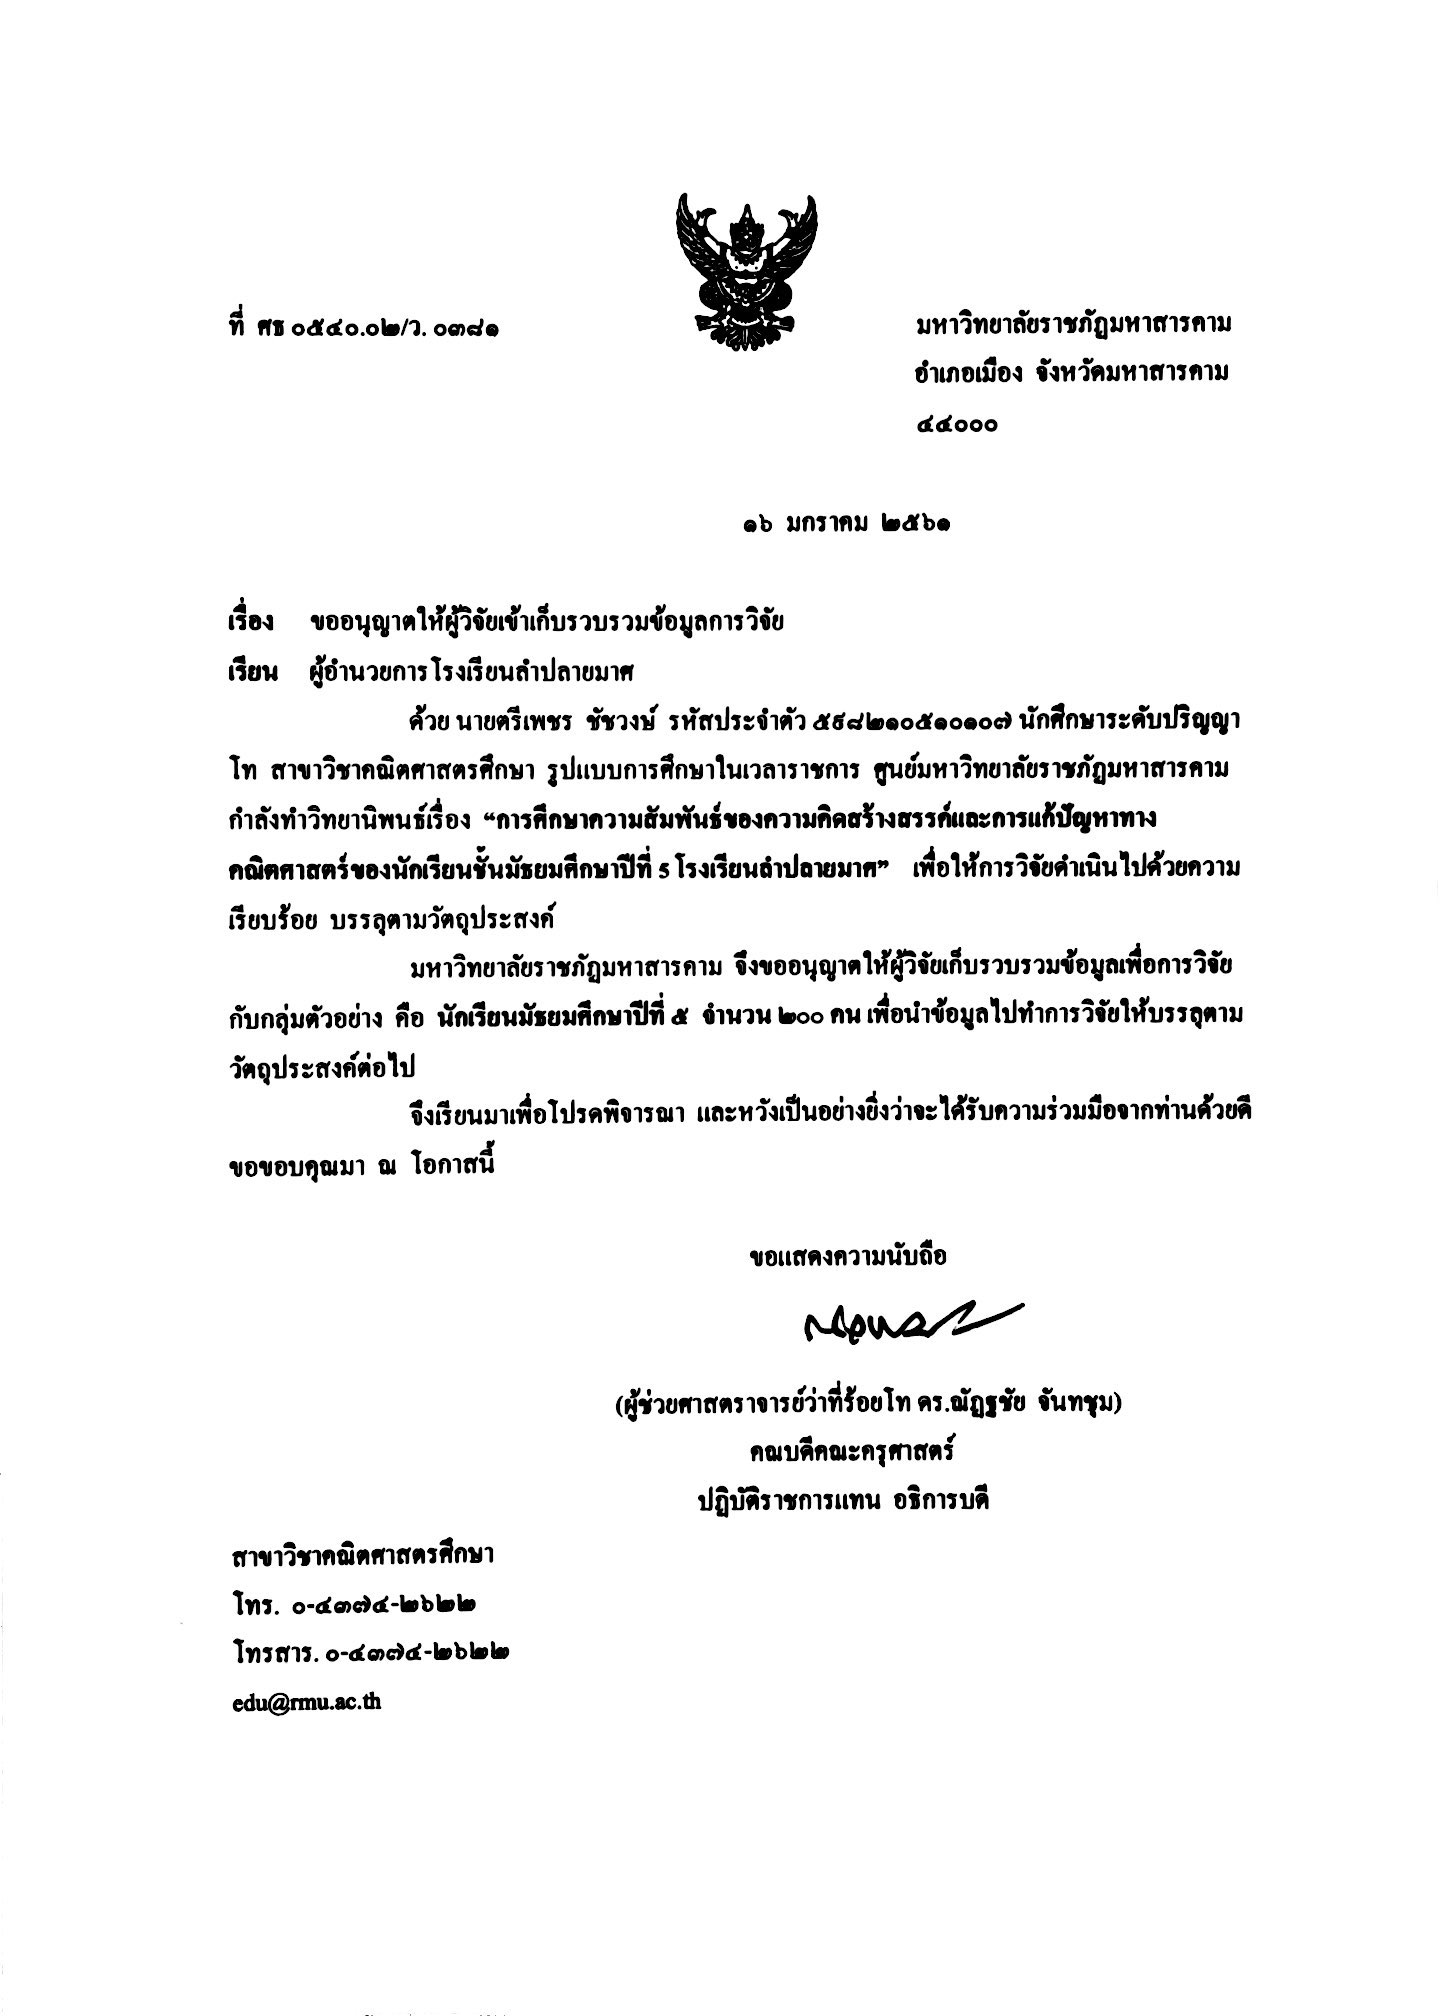 ที่ ศธ ๐๕๔๐.๐๒/ว. ๐๓๘๑
มหาวิทยาลัยราชภัฏมหาสารคาม
อำเภอเมือง จังหวัดมหาสารคาม
๔๔๐๐๐
๑๖ มกราคม ๒๕๖๑
เรื่อง ขออนุญาตให้ผู้วิจัยเข้าเก็บรวบรวมข้อมูลการวิจัย
เรียน ผู้อำนวยการโรงเรียนลำปลายมาศ
ด้วย นายตรีเพชร ชัชวงษ์ รหัสประจำตัว ๕๙๘๒๑๐๕๑๐๑๐๗ นักศึกษาระดับปริญญา
โท สาขาวิชาคณิตศาสตรศึกษา รูปแบบการศึกษาในเวลาราชการ ศูนย์มหาวิทยาลัยราชภัฏมหาสารคาม
กำลังทำวิทยานิพนธ์เรื่อง “การศึกษาความสัมพันธ์ของความคิดสร้างสรรค์และการแก้ปัญหาทาง
คณิตศาสตร์ของนักเรียนชั้นมัธยมศึกษาปีที่ 5 โรงเรียนลำปลายมาศ” เพื่อให้การวิจัยดำเนินไปด้วยความ
เรียบร้อย บรรลุตามวัตถุประสงค์
มหาวิทยาลัยราชภัฏมหาสารคาม จึงขออนุญาตให้ผู้วิจัยเก็บรวบรวมข้อมูลเพื่อการวิจัย
กับกลุ่มตัวอย่าง คือ นักเรียนมัธยมศึกษาปีที่ ๕ จำนวน ๒๐๐ คน เพื่อนำข้อมูลไปทำการวิจัยให้บรรลุตาม
วัตถุประสงค์ต่อไป
จึงเรียนมาเพื่อโปรดพิจารณา และหวังเป็นอย่างยิ่งว่าจะได้รับความร่วมมือจากท่านด้วยดี
ขอขอบคุณมา ณ โอกาสนี้
ขอแสดงความนับถือ
(ผู้ช่วยศาสตราจารย์ว่าที่ร้อยโท ดร.ณัฏฐชัย จันทชุม)
คณบดีคณะครุศาสตร์
ปฏิบัติราชการแทน อธิการบดี
สาขาวิชาคณิตศาสตรศึกษา
โทร. ๐-๔๓๗๔-๒๖๒๒
โทรสาร. ๐-๔๓๗๔-๒๖๒๒
edu@rmu.ac.th